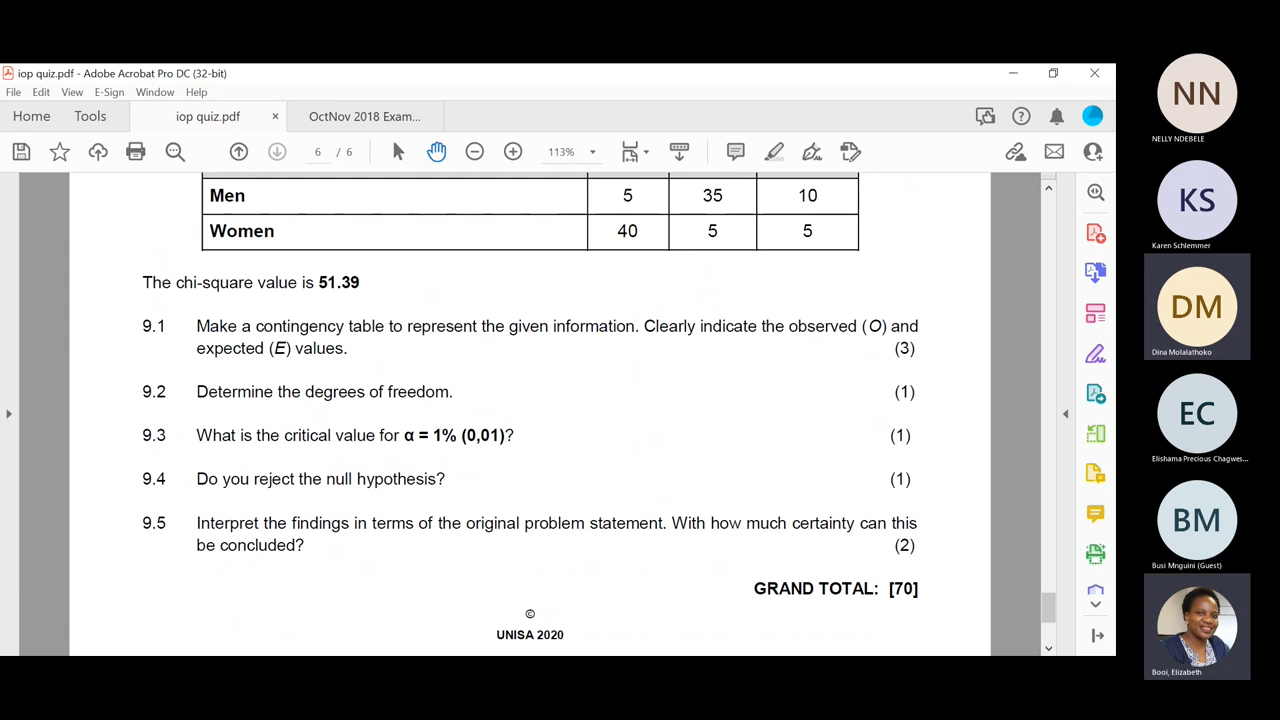 iop quiz.pdf - Adobe Acrobat Pro DC (32-bit)
File Edit View E-Sign Window Help
Home Tools iop quiz.pdf × OctNov 2018 Exam...
6 / 6 113%
Men 5 35 10
Women 40 5 5
The chi-square value is 51.39
9.1 Make a contingency table to represent the given information. Clearly indicate the observed (O) and
expected (E) values. (3)
9.2 Determine the degrees of freedom. (1)
9.3 What is the critical value for α = 1% (0,01)? (1)
9.4 Do you reject the null hypothesis? (1)
9.5 Interpret the findings in terms of the original problem statement. With how much certainty can this
be concluded? (2)
GRAND TOTAL: [70]
©
UNISA 2020
NN
NELLY NDEBELE
KS
Karen Schlemmer
DM
Dina Molalathoko
EC
Elishama Precious Chagwes...
BM
Busi Mnguini (Guest)
Booi, Elizabeth